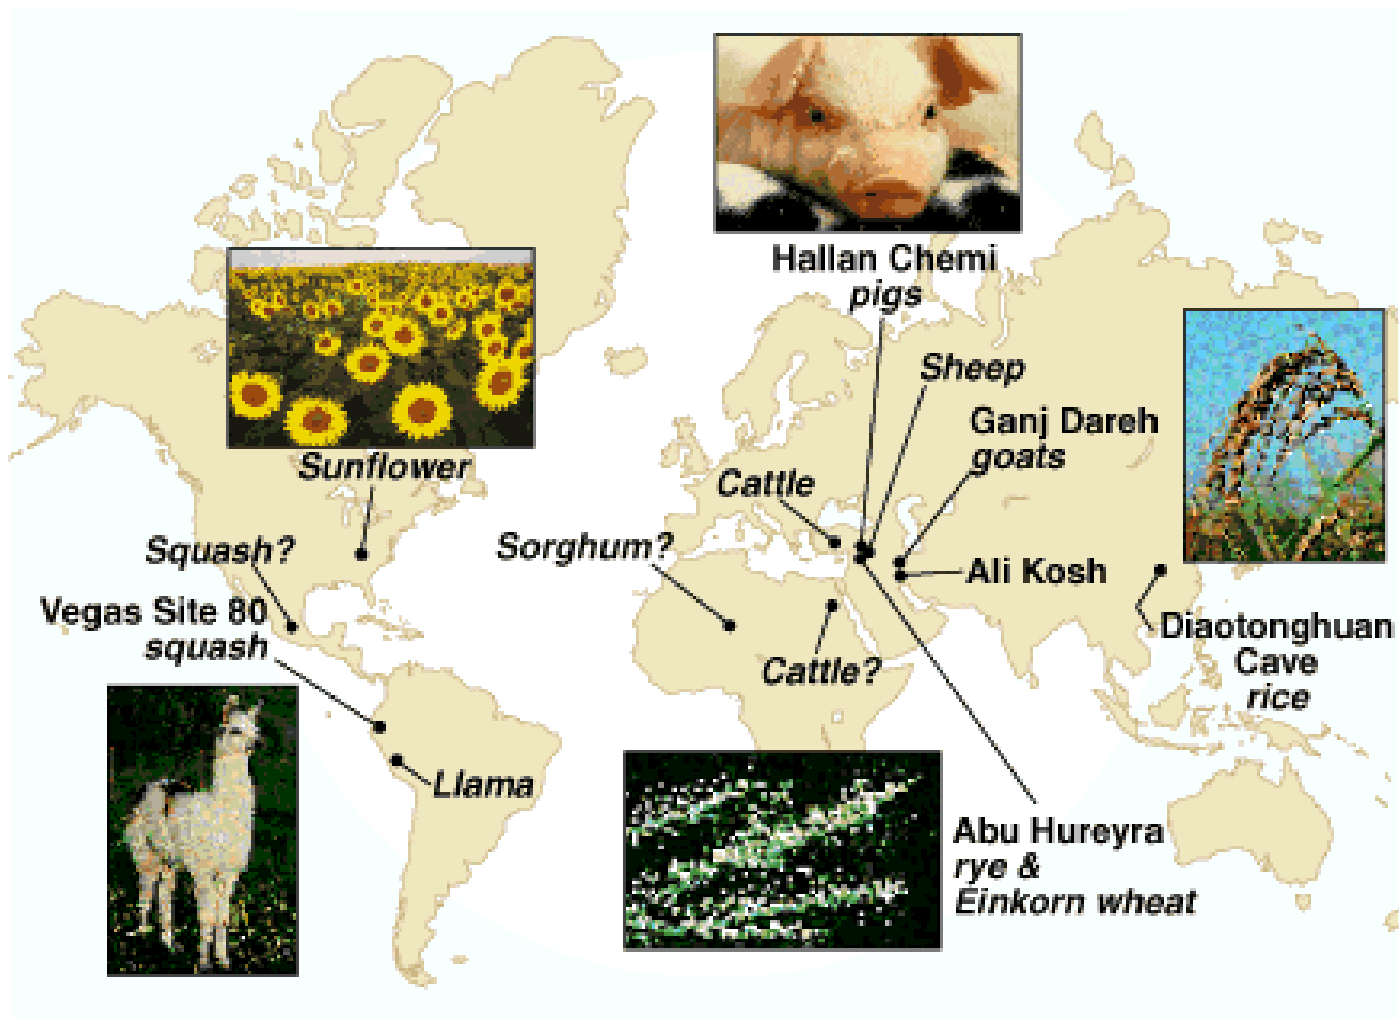 Hallan Chemi
pigs
Sheep
Ganj Dareh
goats
Sunflower
Cattle
Squash?
Sorghum?
Ali Kosh
Vegas Site 80
squash
Diaotonghuan
Cave
rice
Cattle?
Llama
Abu Hureyra
rye &
Einkorn wheat